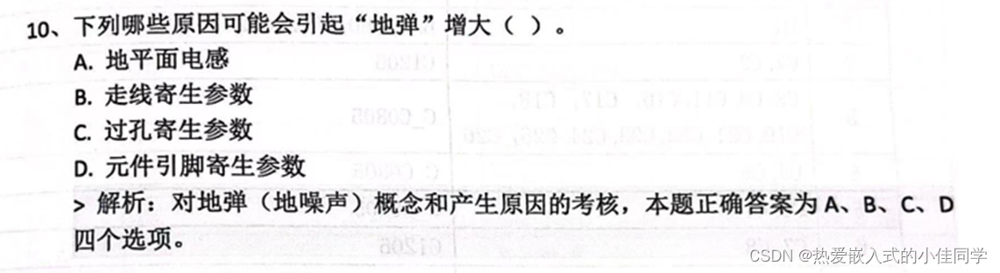 10、下列哪些原因可能会引起“地弹”增大（ ）。
A. 地平面电感
B. 走线寄生参数
C. 过孔寄生参数
D. 元件引脚寄生参数
> 解析：对地弹（地噪声）概念和产生原因的考核，本题正确答案为 A、B、C、D
四个选项。
CSDN @热爱嵌入式的小佳同学